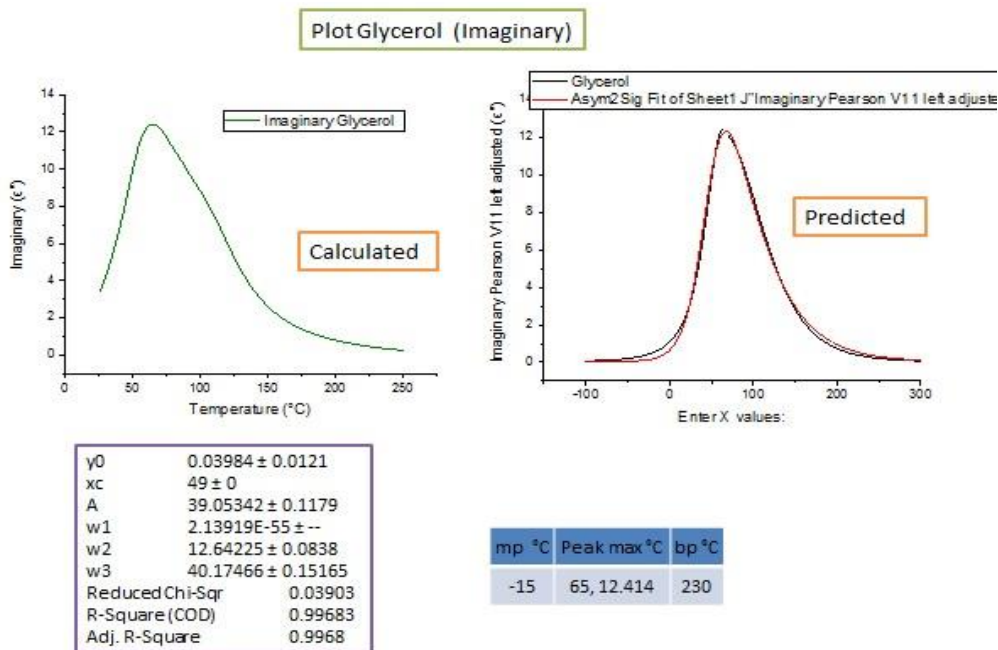 Plot Glycerol (Imaginary)
14
12
10
8
6
4
2
0
Imaginary (ε")
Imaginary Glycerol
Calculated
0 50 100 150 200 250
Temperature (°C)
Glycerol
Asym2Sig Fit of Sheet1 J"Imaginary Pearson V11 left adjuste
14
12
10
8
6
4
2
0
Imaginary Pearson V11 left adjusted (ε")
Predicted
-100 0 100 200 300
Enter X values:
y0 0.03984 ± 0.0121
xc 49 ± 0
A 39.05342 ± 0.1179
w1 2.13919E-55 ± --
w2 12.64225 ± 0.0838
w3 40.17466 ± 0.15165
Reduced Chi-Sqr 0.03903
R-Square (COD) 0.99683
Adj. R-Square 0.9968
mp °C Peak max °C bp °C
-15 65, 12.414 230